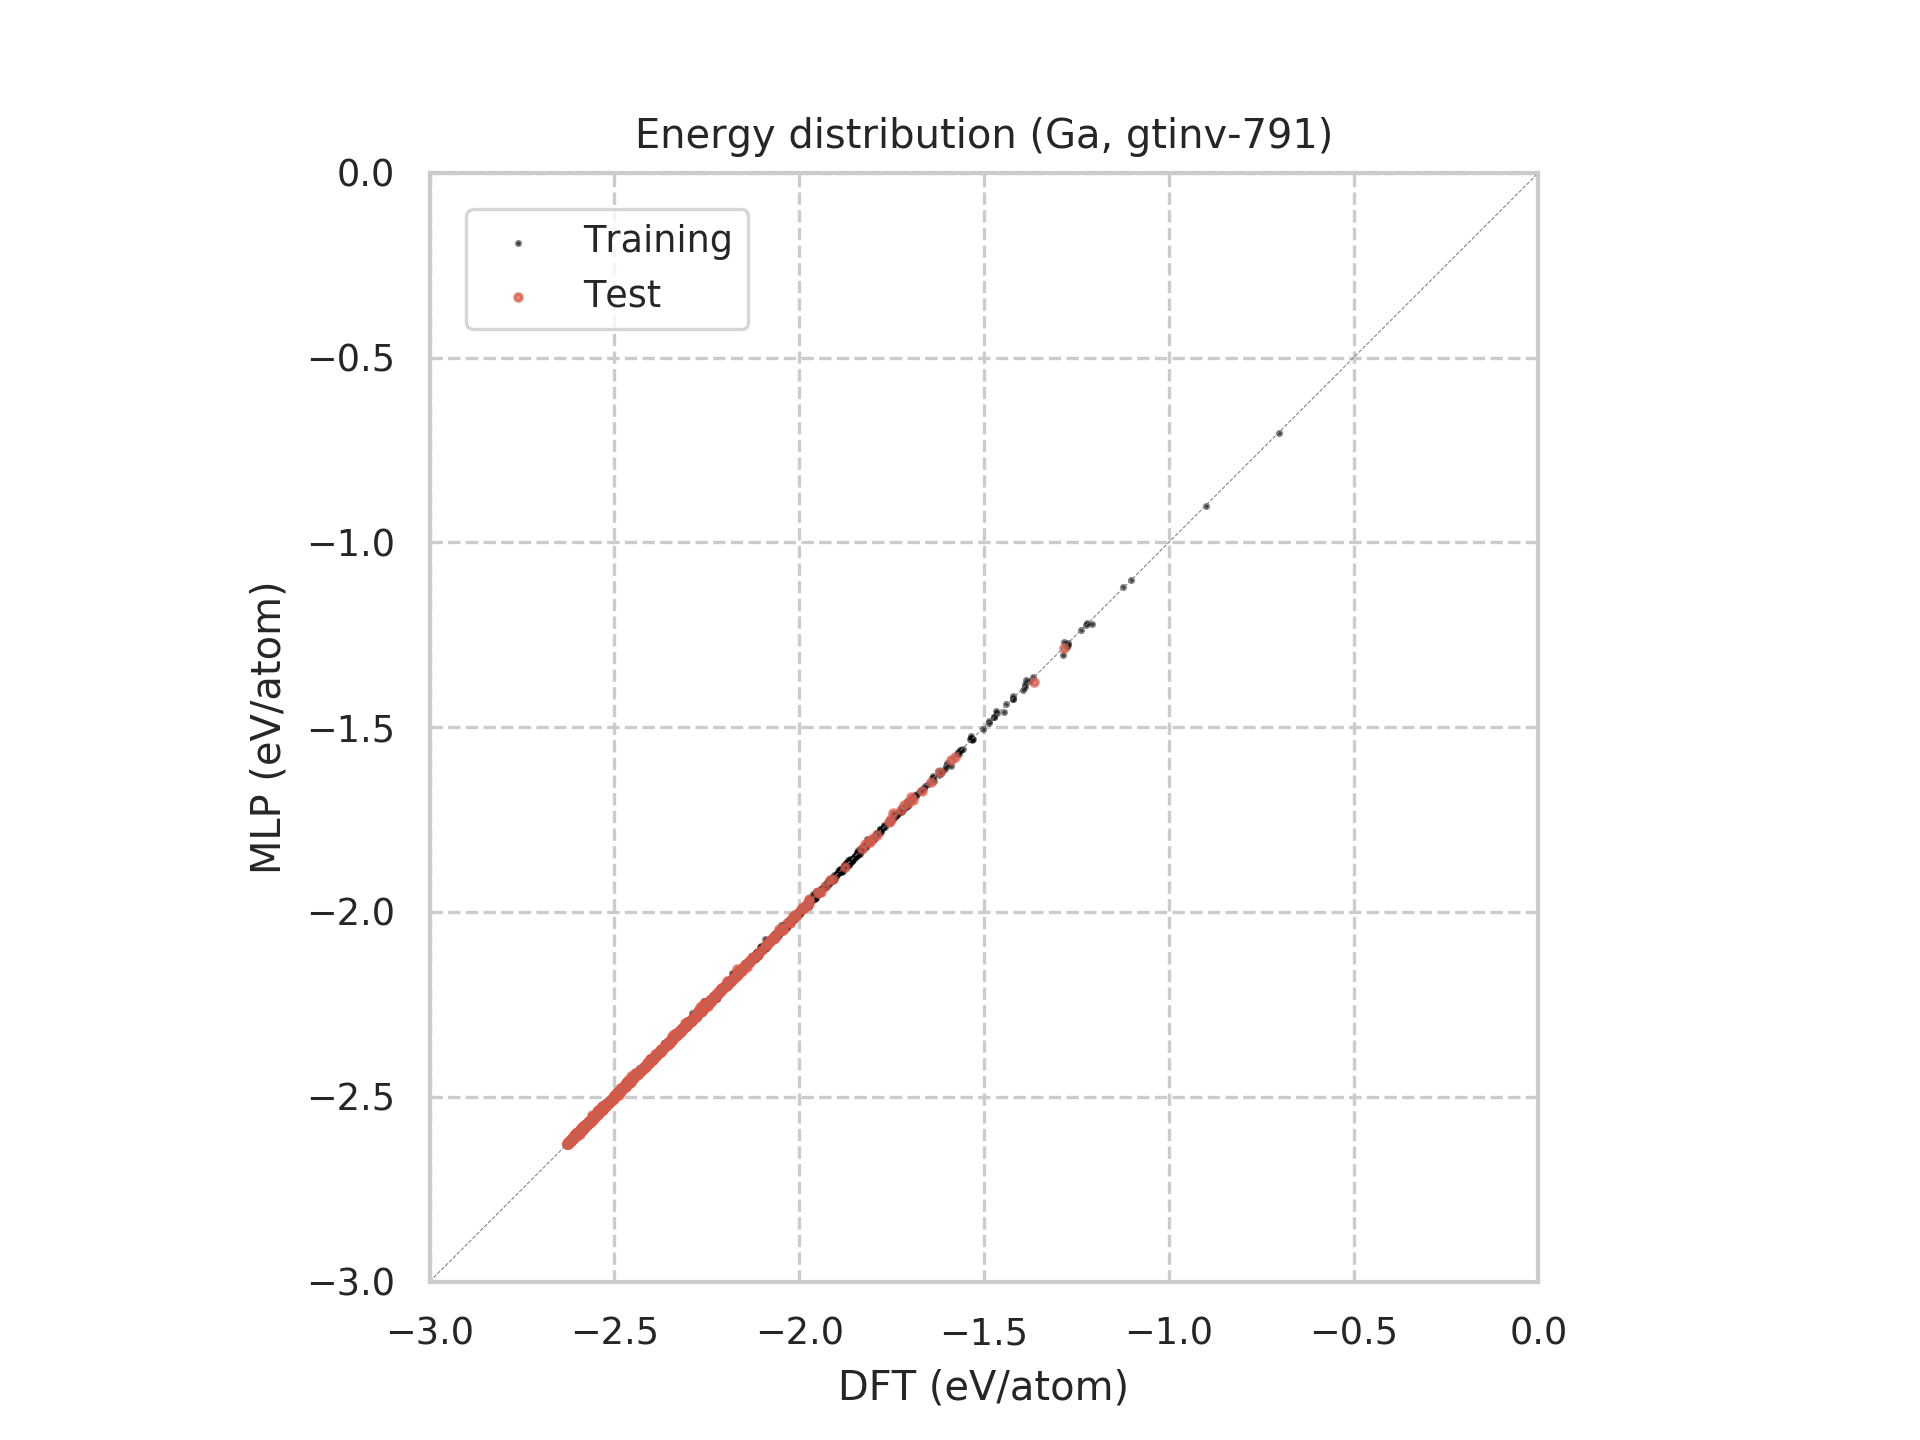 Energy distribution (Ga, gtinv-791)
0.0
−0.5
−1.0
−1.5
−2.0
−2.5
−3.0
MLP (eV/atom)
Training
Test
−3.0 −2.5 −2.0 −1.5 −1.0 −0.5 0.0
DFT (eV/atom)